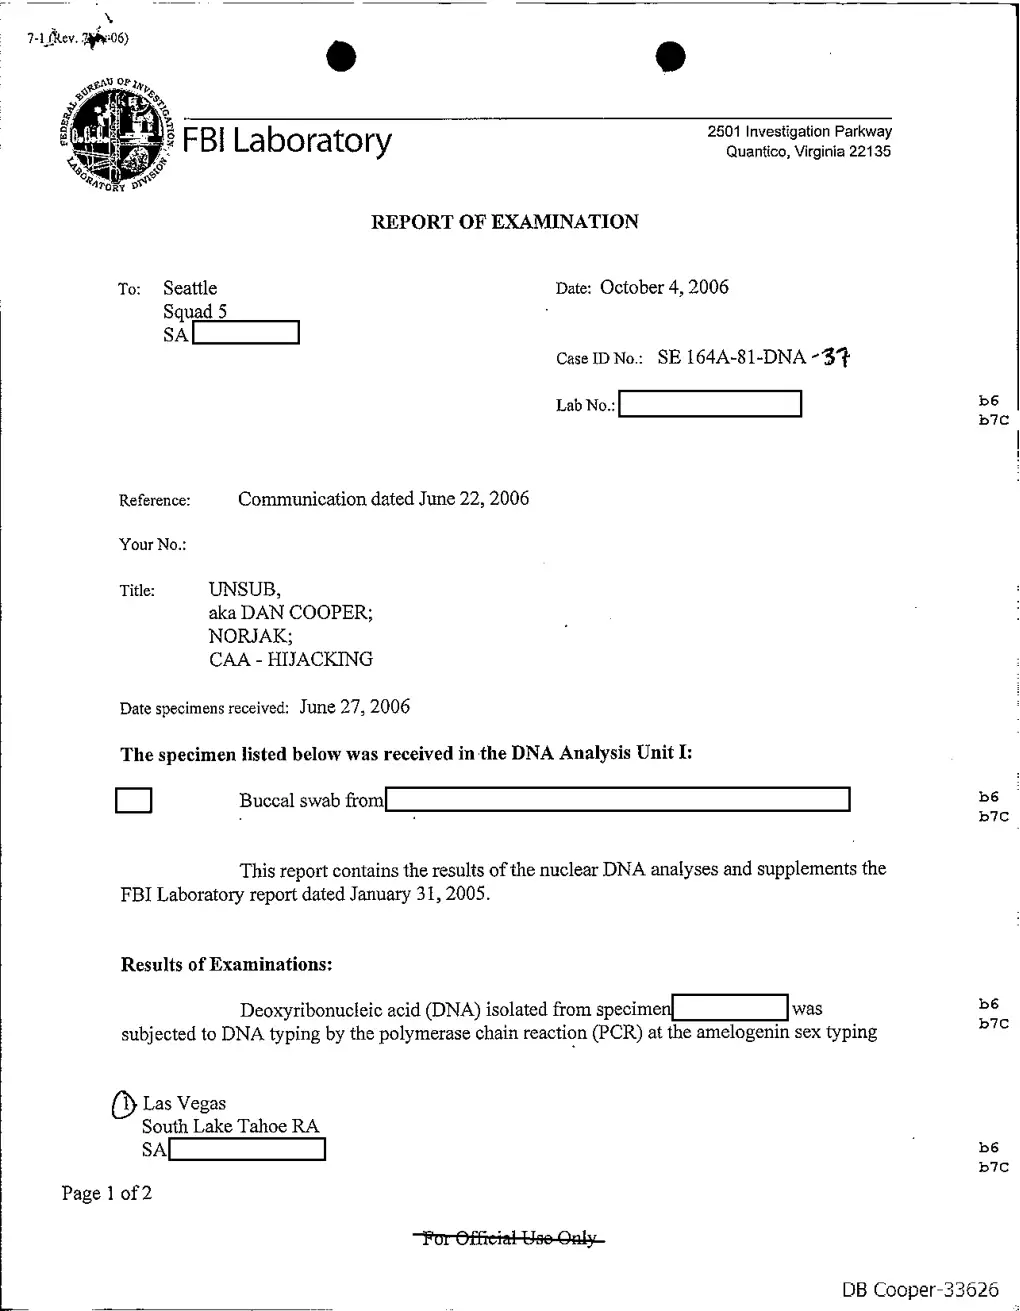 7-1 (Rev. 06)
FEDERAL BUREAU OF INVESTIGATION
LABORATORY DIVISION
FBI Laboratory
2501 Investigation Parkway
Quantico, Virginia 22135
REPORT OF EXAMINATION
To: Seattle
Squad 5
SA
Date: October 4, 2006
Case ID No.: SE 164A-81-DNA -37
Lab No.:
b6
b7C
Reference: Communication dated June 22, 2006
Your No.:
Title: UNSUB,
aka DAN COOPER;
NORJAK;
CAA - HIJACKING
Date specimens received: June 27, 2006
The specimen listed below was received in the DNA Analysis Unit I:
Buccal swab from
b6
b7C
This report contains the results of the nuclear DNA analyses and supplements the
FBI Laboratory report dated January 31, 2005.
Results of Examinations:
Deoxyribonucleic acid (DNA) isolated from specimen was
subjected to DNA typing by the polymerase chain reaction (PCR) at the amelogenin sex typing
b6
b7C
1 Las Vegas
South Lake Tahoe RA
SA
b6
b7C
Page 1 of 2
For Official Use Only
DB Cooper-33626